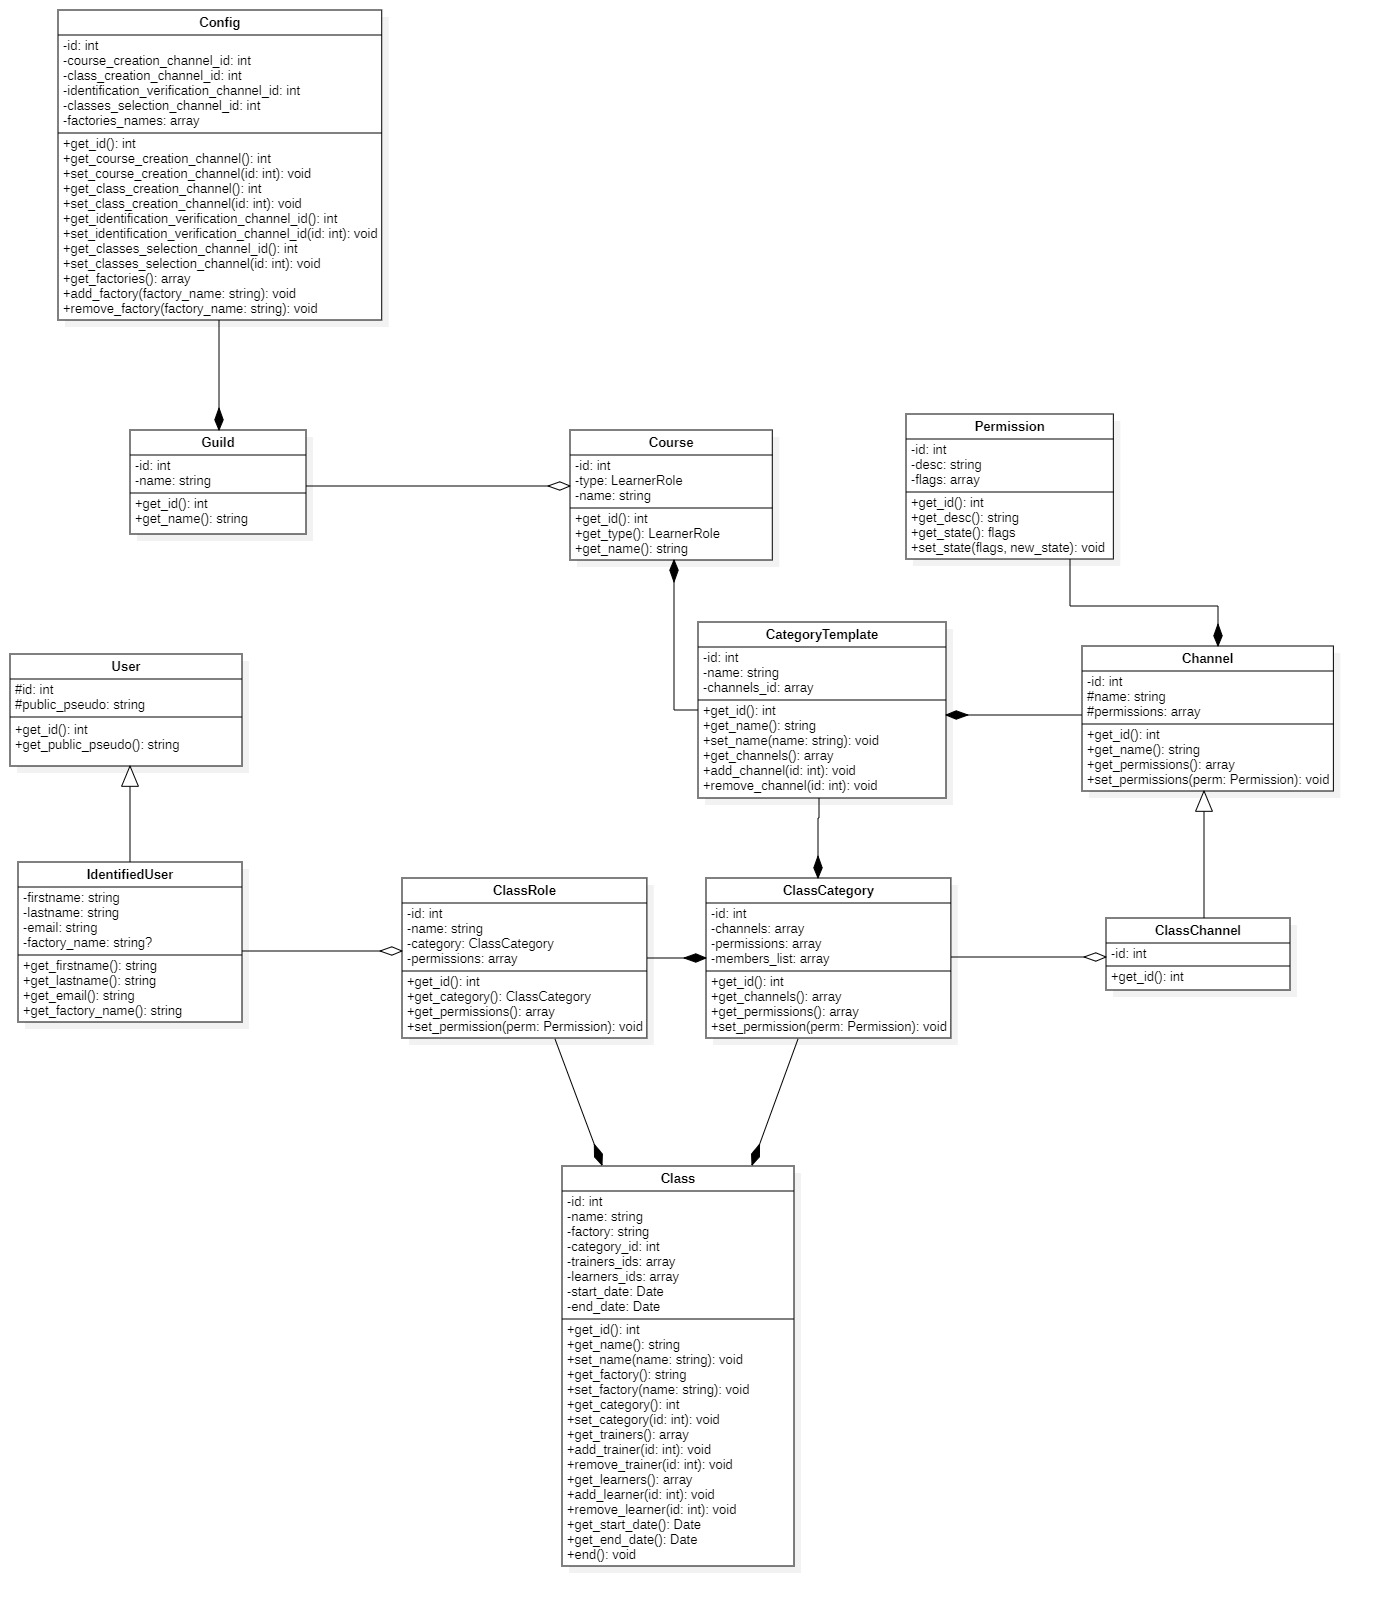 Config
-id: int
-course_creation_channel_id: int
-class_creation_channel_id: int
-identification_verification_channel_id: int
-classes_selection_channel_id: int
-factories_names: array
+get_id(): int
+get_course_creation_channel(): int
+set_course_creation_channel(id: int): void
+get_class_creation_channel(): int
+set_class_creation_channel(id: int): void
+get_identification_verification_channel_id(): int
+set_identification_verification_channel_id(id: int): void
+get_classes_selection_channel_id(): int
+set_classes_selection_channel(id: int): void
+get_factories(): array
+add_factory(factory_name: string): void
+remove_factory(factory_name: string): void
Guild
-id: int
-name: string
+get_id(): int
+get_name(): string
Course
-id: int
-type: LearnerRole
-name: string
+get_id(): int
+get_type(): LearnerRole
+get_name(): string
Permission
-id: int
-desc: string
-flags: array
+get_id(): int
+get_desc(): string
+get_state(): flags
+set_state(flags, new_state): void
User
#id: int
#public_pseudo: string
+get_id(): int
+get_public_pseudo(): string
CategoryTemplate
-id: int
-name: string
-channels_id: array
+get_id(): int
+get_name(): string
+set_name(name: string): void
+get_channels(): array
+add_channel(id: int): void
+remove_channel(id: int): void
Channel
-id: int
#name: string
#permissions: array
+get_id(): int
+get_name(): string
+get_permissions(): array
+set_permissions(perm: Permission): void
IdentifiedUser
-firstname: string
-lastname: string
-email: string
-factory_name: string?
+get_firstname(): string
+get_lastname(): string
+get_email(): string
+get_factory_name(): string
ClassRole
-id: int
-name: string
-category: ClassCategory
-permissions: array
+get_id(): int
+get_category(): ClassCategory
+get_permissions(): array
+set_permission(perm: Permission): void
ClassCategory
-id: int
-channels: array
-permissions: array
-members_list: array
+get_id(): int
+get_channels(): array
+get_permissions(): array
+set_permission(perm: Permission): void
ClassChannel
-id: int
+get_id(): int
Class
-id: int
-name: string
-factory: string
-category_id: int
-trainers_ids: array
-learners_ids: array
-start_date: Date
-end_date: Date
+get_id(): int
+get_name(): string
+set_name(name: string): void
+get_factory(): string
+set_factory(name: string): void
+get_category(): int
+set_category(id: int): void
+get_trainers(): array
+add_trainer(id: int): void
+remove_trainer(id: int): void
+get_learners(): array
+add_learner(id: int): void
+remove_learner(id: int): void
+get_start_date(): Date
+get_end_date(): Date
+end(): void